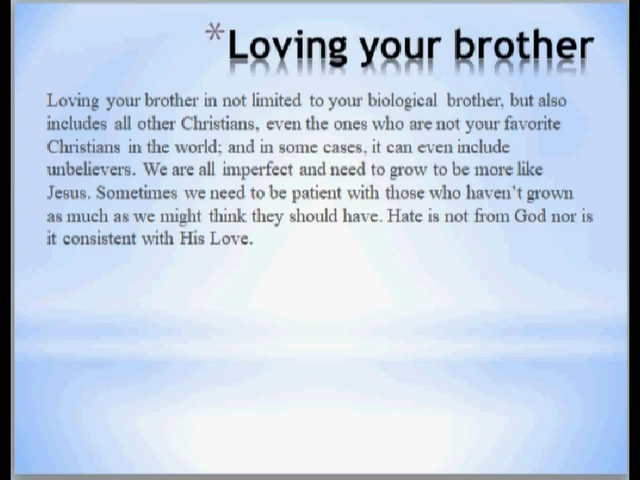 * Loving your brother
Loving your brother in not limited to your biological brother, but also
includes all other Christians, even the ones who are not your favorite
Christians in the world; and in some cases, it can even include
unbelievers. We are all imperfect and need to grow to be more like
Jesus. Sometimes we need to be patient with those who haven't grown
as much as we might think they should have. Hate is not from God nor is
it consistent with His Love.